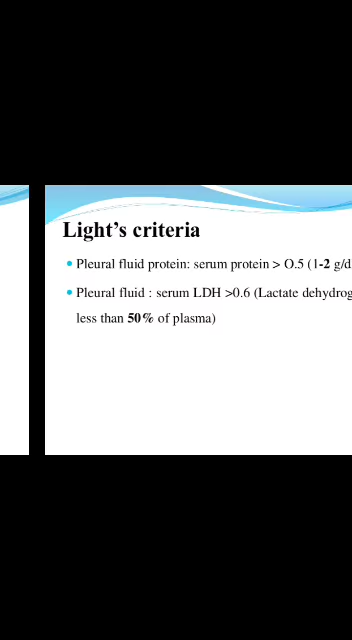 Light's criteria
Pleural fluid protein: serum protein > O.5 (1-2 g/d
Pleural fluid : serum LDH >0.6 (Lactate dehydrog
less than 50% of plasma)